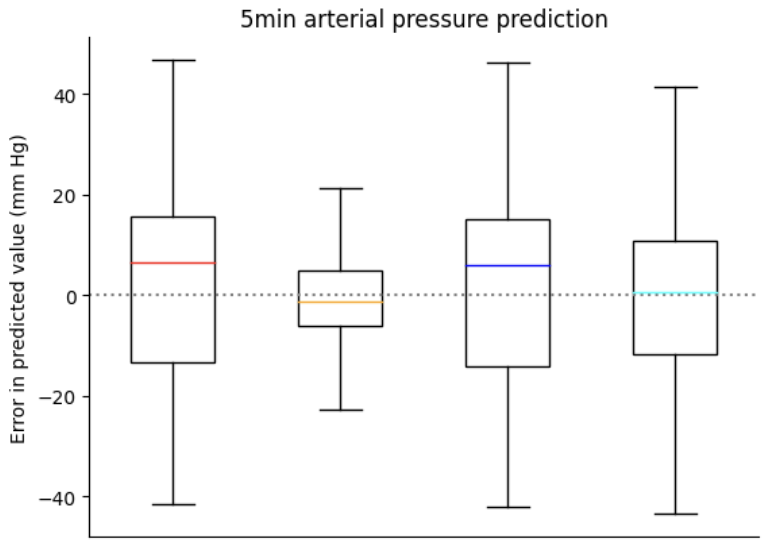 5min arterial pressure prediction
Error in predicted value (mm Hg)
40
20
0
−20
−40